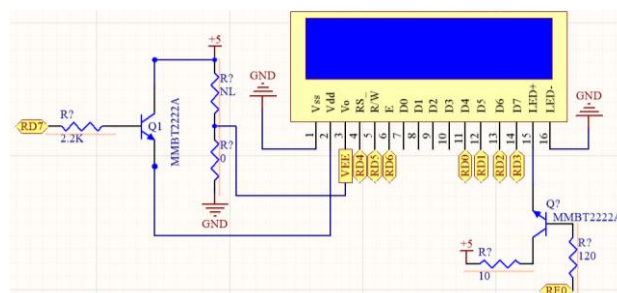 +5
GND
R?
NL
RD7
R?
2.2K
Q1
MMBT2222A
R?
0
GND
Vss
Vdd
Vo
RS
R/W
E
D0
D1
D2
D3
D4
D5
D6
D7
LED+
LED-
1
2
3
4
5
6
7
8
9
10
11
12
13
14
15
16
GND
VEE
RD4
RD5
RD6
RD0
RD1
RD2
RD3
Q?
MMBT2222A
+5
R?
10
R?
120
RE0